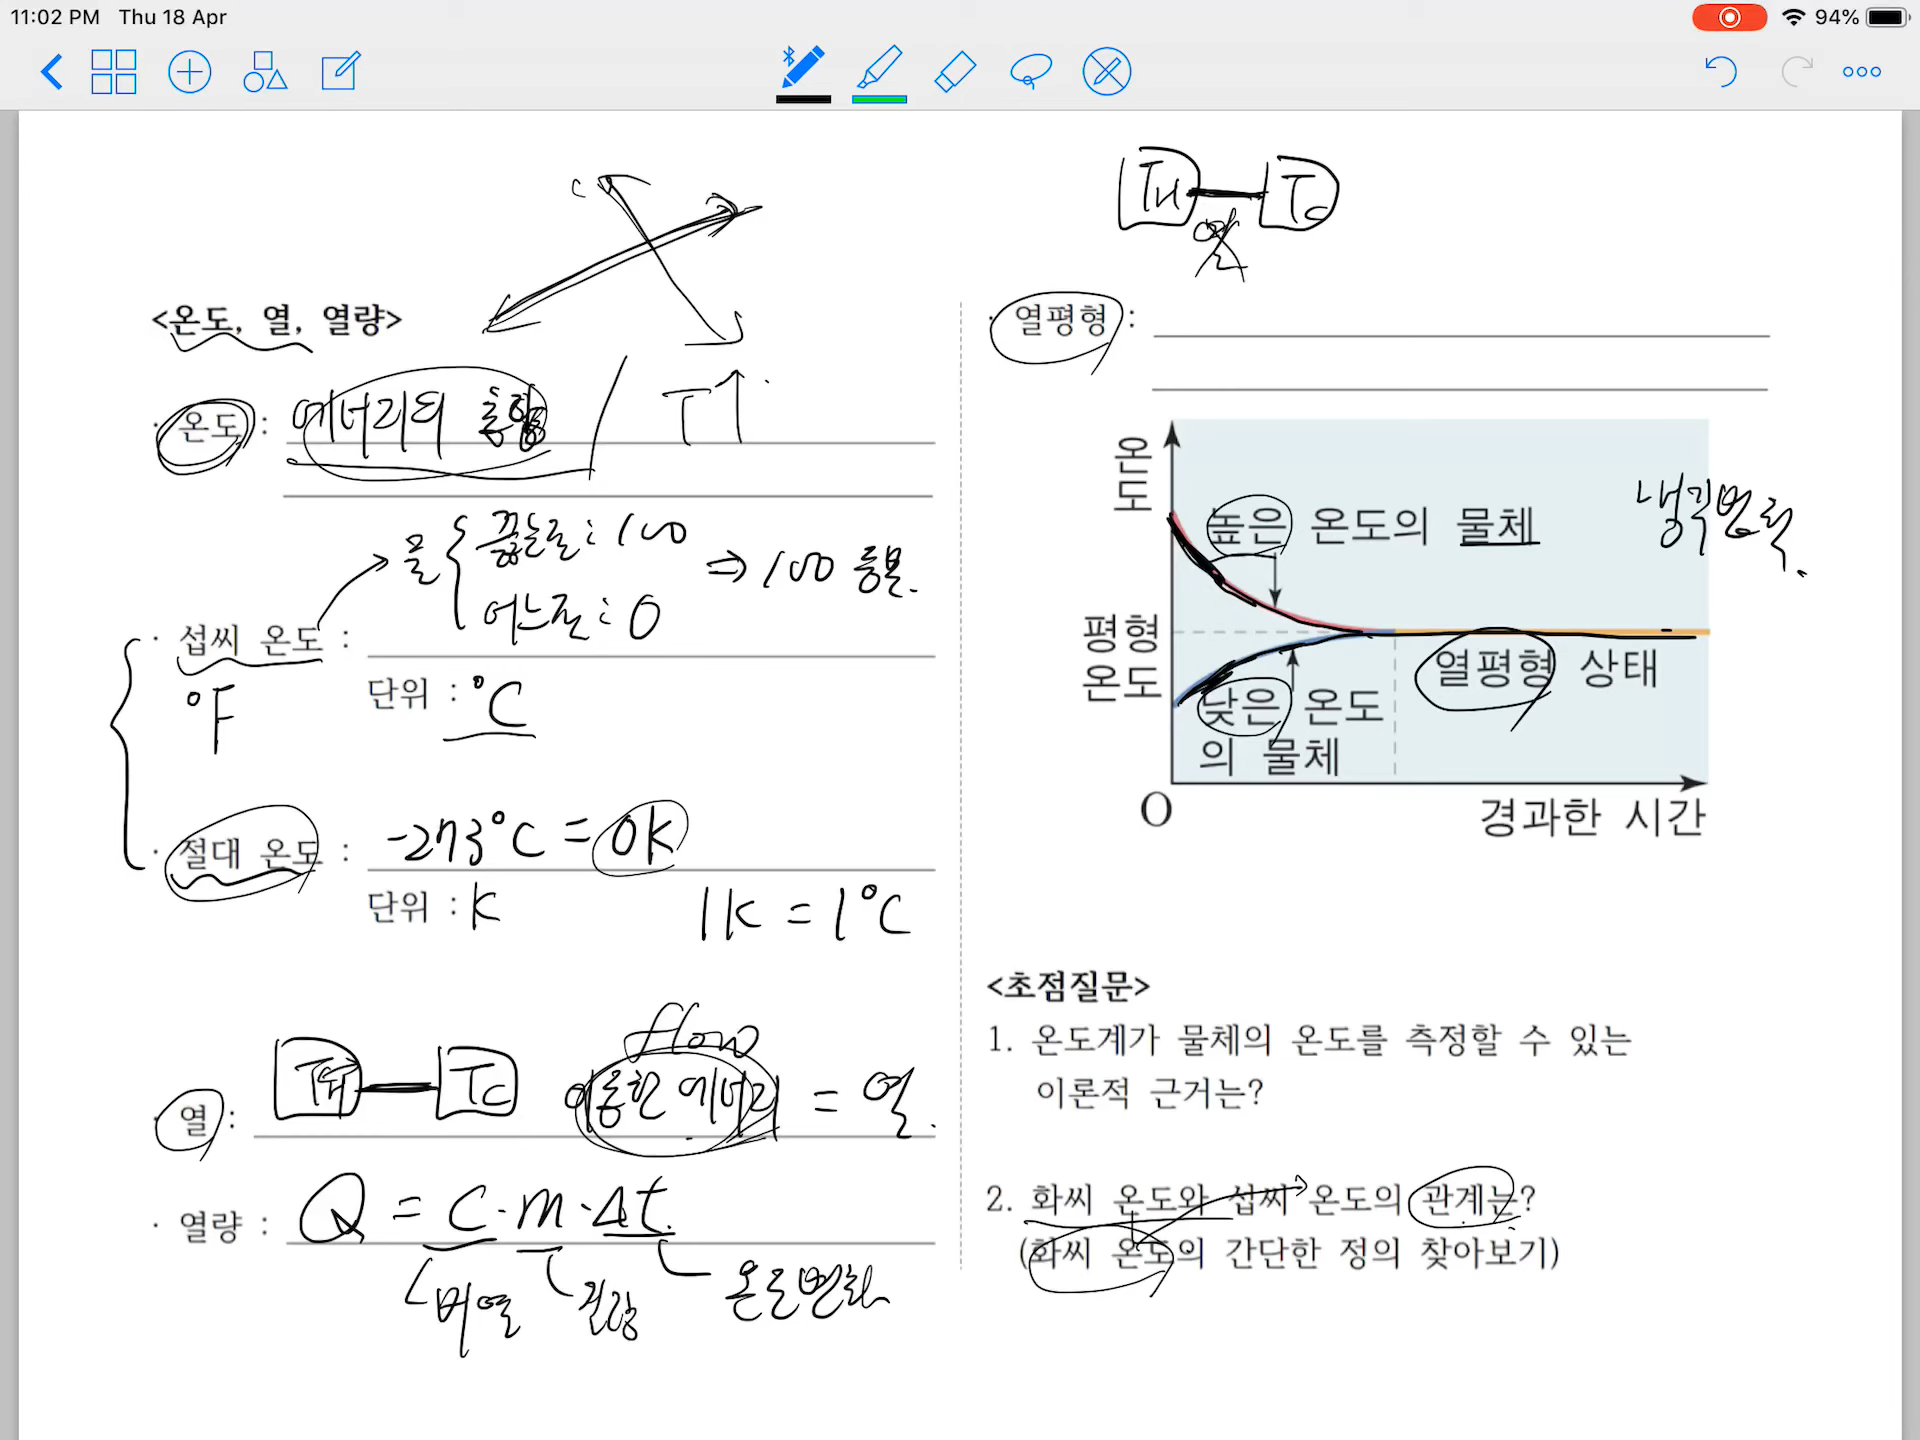 11:02 PM Thu 18 Apr
94%
<온도, 열, 열량>
· 온도 : 에너지의 총합 T↑
물 { 끓는점 : 100
어느점 : 0
⇒ 100 등분.
· 섭씨 온도 :
°F
단위 : °C
· 절대 온도 : -273°C = 0K
단위 : K 1K = 1°C
flow
· 열 : TH TC 이동한 에너지 = 열.
· 열량 : Q = C · m · Δt
비열 질량 온도변화
TH TC
열
· 열평형 :
온도
높은 온도의 물체
냉각법칙.
평형
온도
열평형 상태
낮은 온도
의 물체
O
경과한 시간
<초점질문>
1. 온도계가 물체의 온도를 측정할 수 있는
이론적 근거는?
2. 화씨 온도와 섭씨 온도의 관계는?
(화씨 온도의 간단한 정의 찾아보기)